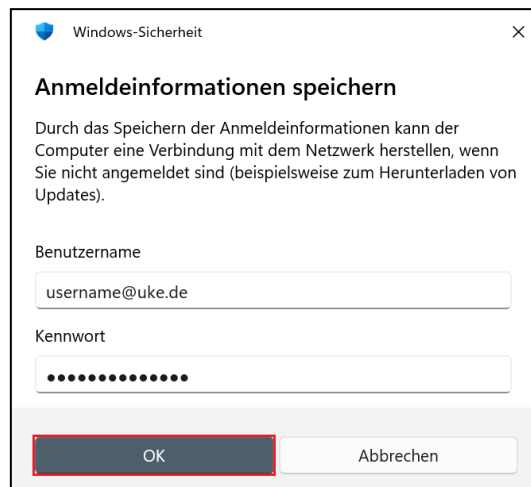 Windows-Sicherheit
Anmeldeinformationen speichern
Durch das Speichern der Anmeldeinformationen kann der
Computer eine Verbindung mit dem Netzwerk herstellen, wenn
Sie nicht angemeldet sind (beispielsweise zum Herunterladen von
Updates).
Benutzername
username@uke.de
Kennwort
●●●●●●●●●●●●●●
OK Abbrechen